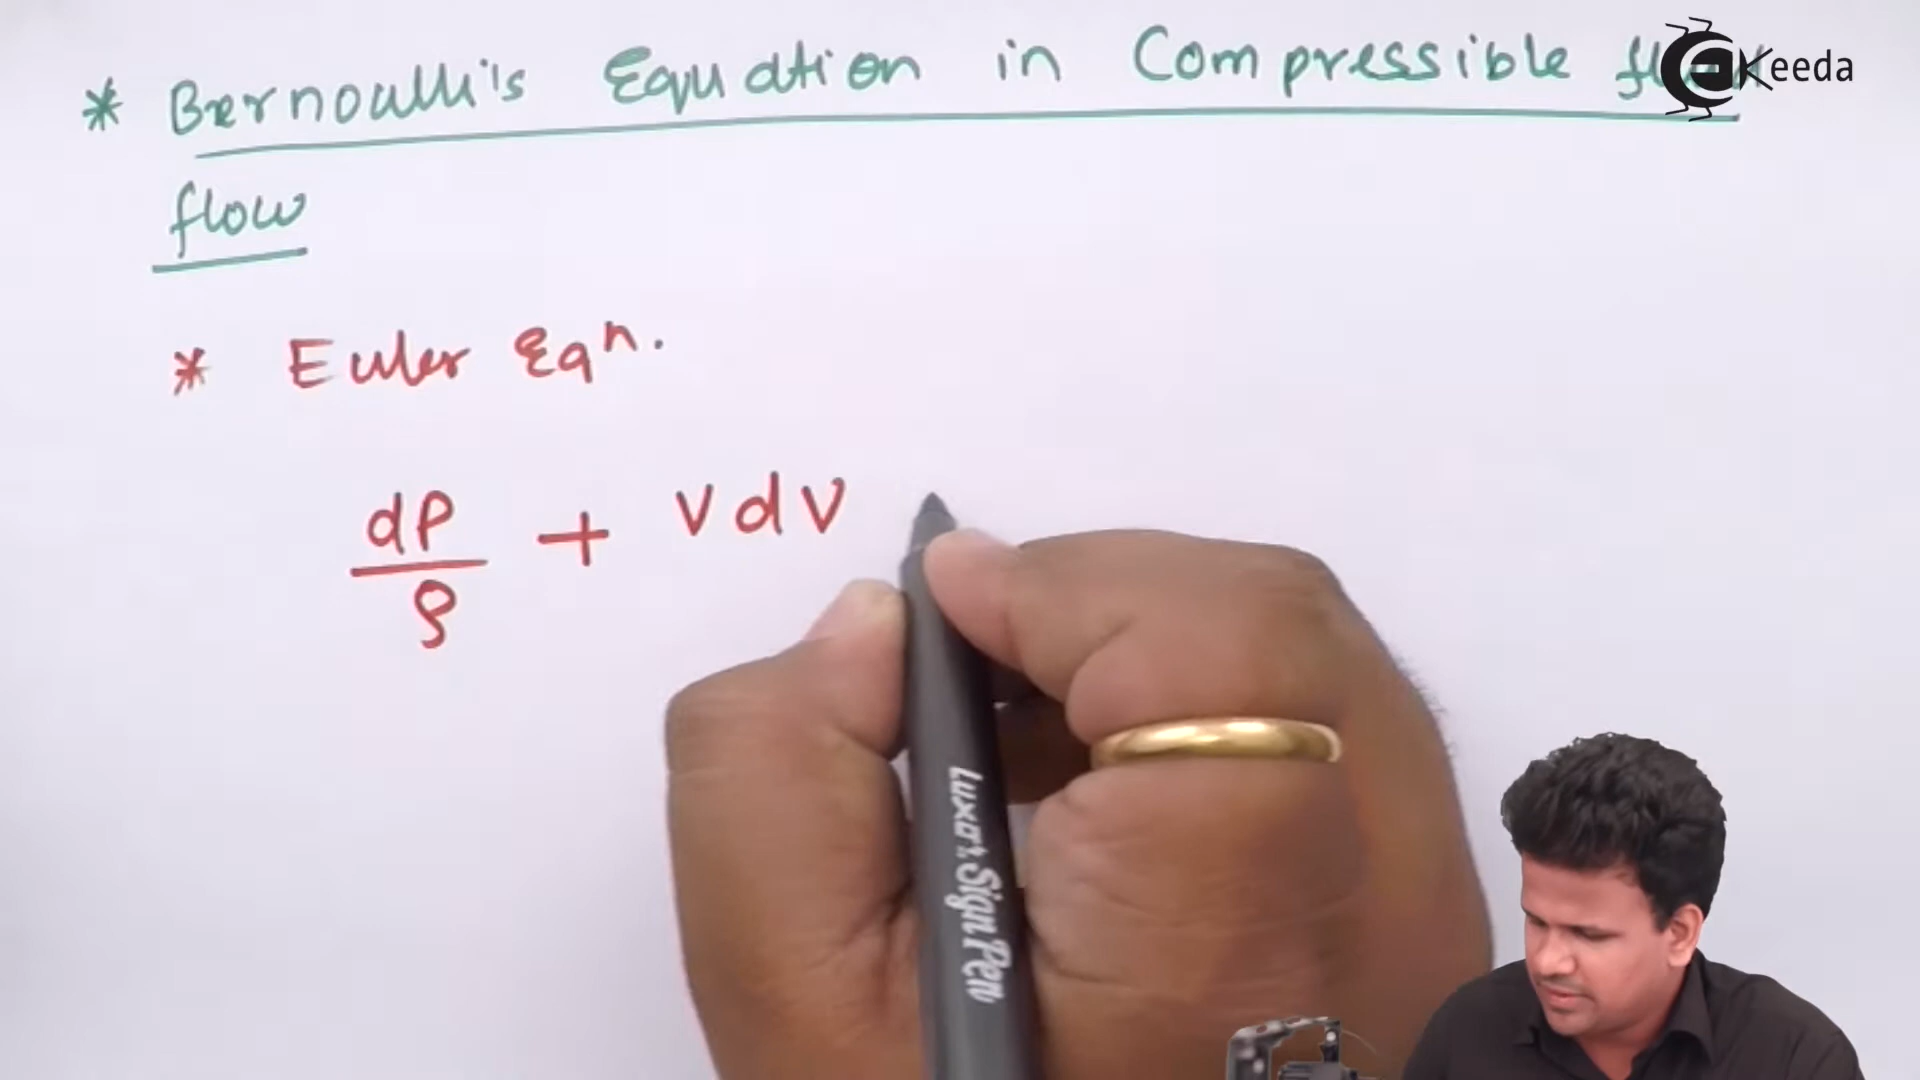 * Bernoulli's Equation in Compressible
Keeda
flow
* Euler Eqn.
dP + VdV
ρ
Luxor Sign Pen